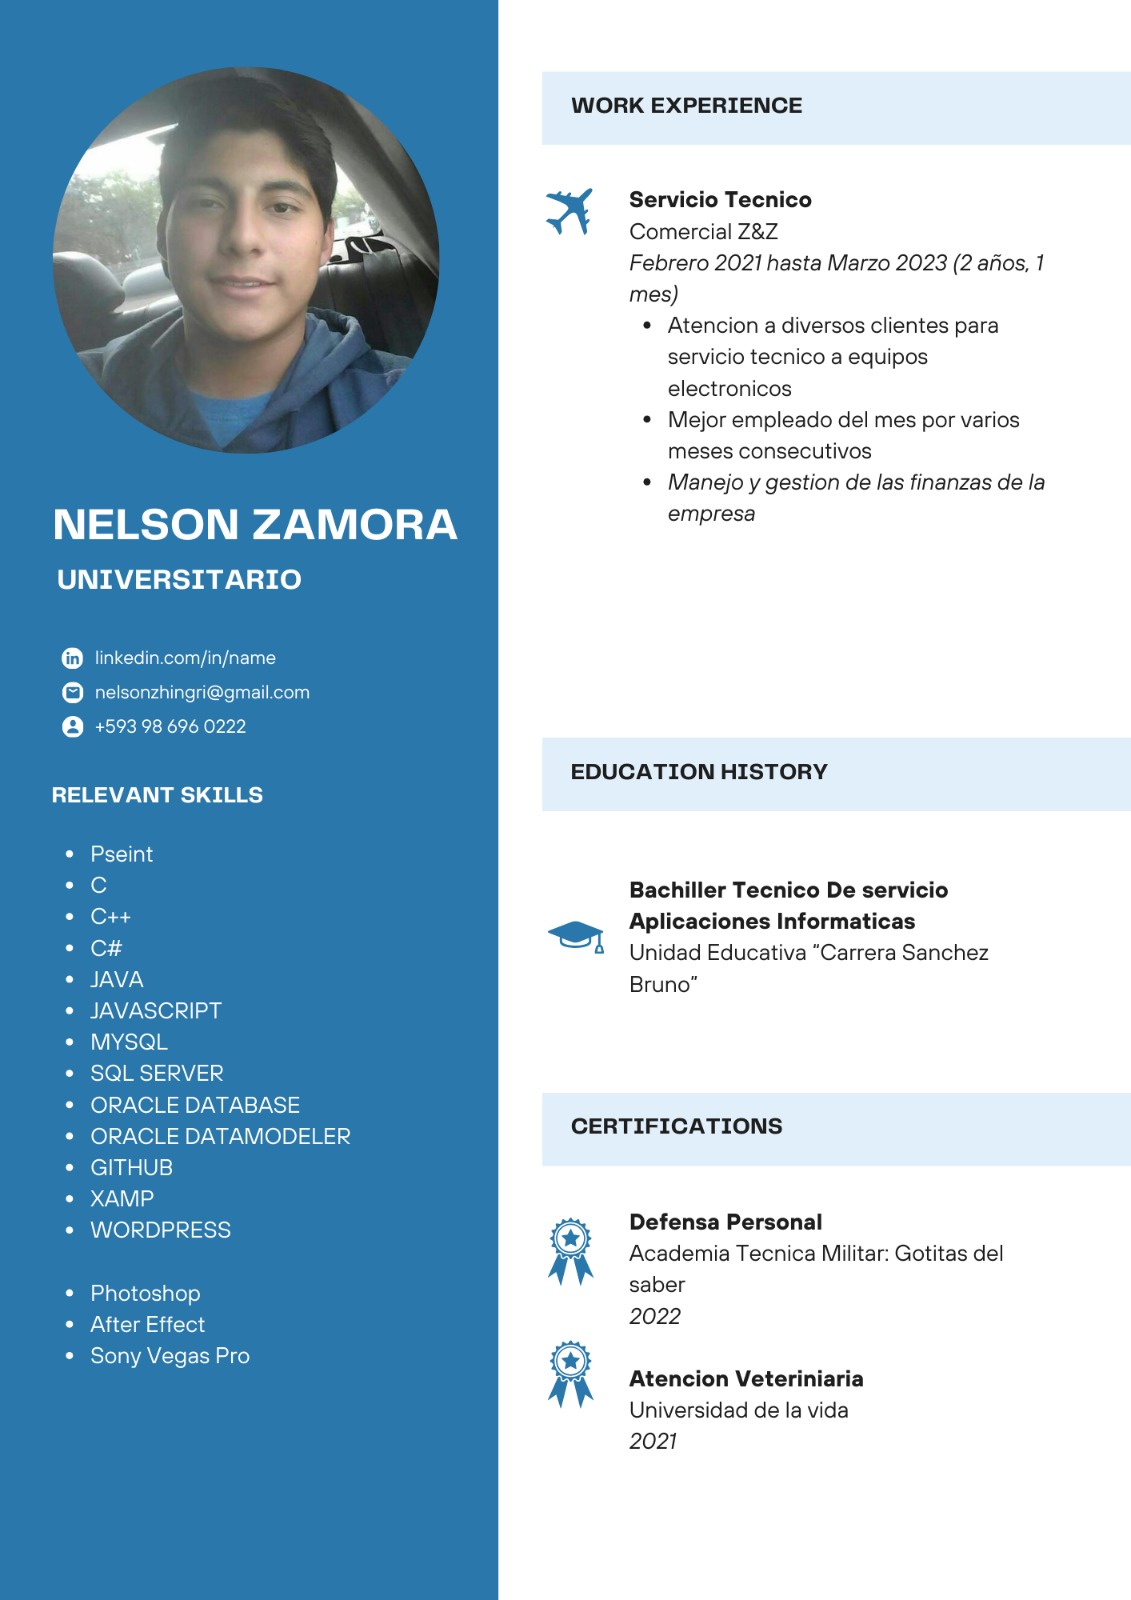 NELSON ZAMORA
UNIVERSITARIO
linkedin.com/in/name
nelsonzhingri@gmail.com
+593 98 696 0222
RELEVANT SKILLS
• Pseint
• C
• C++
• C#
• JAVA
• JAVASCRIPT
• MYSQL
• SQL SERVER
• ORACLE DATABASE
• ORACLE DATAMODELER
• GITHUB
• XAMP
• WORDPRESS
• Photoshop
• After Effect
• Sony Vegas Pro
WORK EXPERIENCE
Servicio Tecnico
Comercial Z&Z
Febrero 2021 hasta Marzo 2023 (2 años, 1
mes)
• Atencion a diversos clientes para
servicio tecnico a equipos
electronicos
• Mejor empleado del mes por varios
meses consecutivos
• Manejo y gestion de las finanzas de la
empresa
EDUCATION HISTORY
Bachiller Tecnico De servicio
Aplicaciones Informaticas
Unidad Educativa “Carrera Sanchez
Bruno”
CERTIFICATIONS
Defensa Personal
Academia Tecnica Militar: Gotitas del
saber
2022
Atencion Veteriniaria
Universidad de la vida
2021